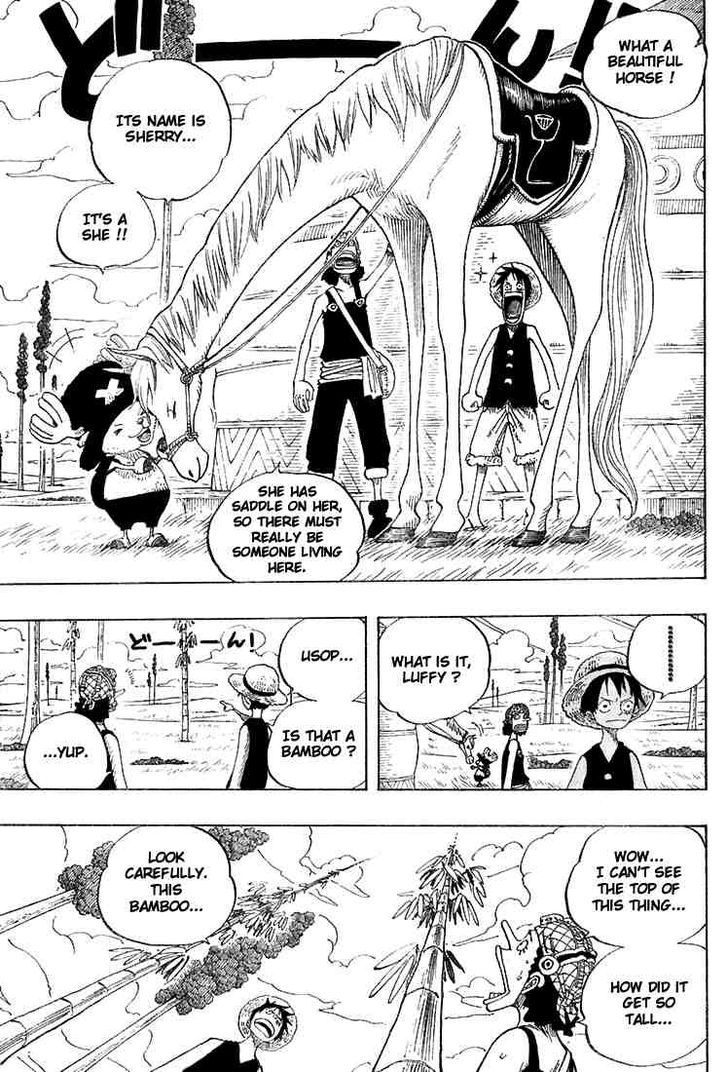 どーーん!
WHAT A
BEAUTIFUL
HORSE !
ITS NAME IS
SHERRY...
IT'S A
SHE !!
SHE HAS
SADDLE ON HER,
SO THERE MUST
REALLY BE
SOMEONE LIVING
HERE.
...........
WHAT IS IT,
LUFFY ?
どーーん!
USOP...
IS THAT A
BAMBOO ?
...YUP.
WOW...
I CAN'T SEE
THE TOP OF
THIS THING...
HOW DID IT
GET SO
TALL...
LOOK
CAREFULLY.
THIS
BAMBOO...